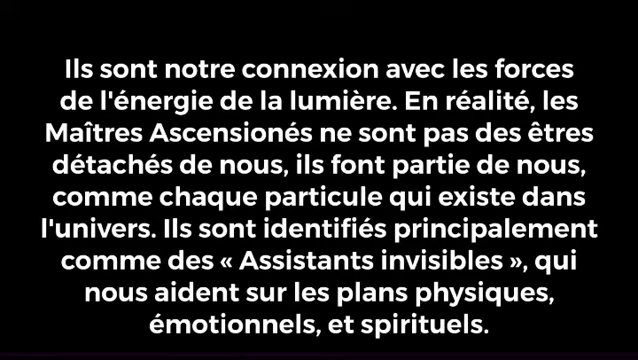 Ils sont notre connexion avec les forces
de l'énergie de la lumière. En réalité, les
Maîtres Ascensionés ne sont pas des êtres
détachés de nous, ils font partie de nous,
comme chaque particule qui existe dans
l'univers. Ils sont identifiés principalement
comme des « Assistants invisibles », qui
nous aident sur les plans physiques,
émotionnels, et spirituels.